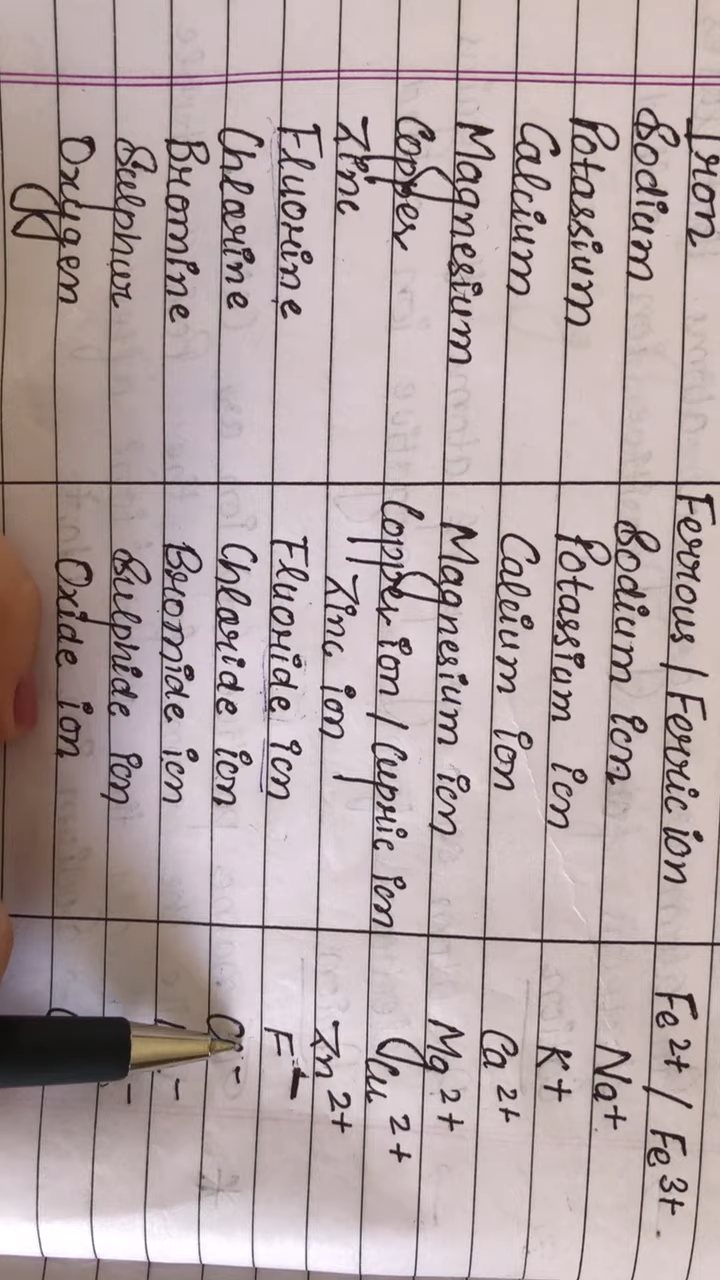 Iron Ferrous / Ferric ion Fe2+ / Fe3+.
Sodium Sodium ion Na+
Potassium Potassium ion K+
Calcium Calcium ion Ca2+
Magnesium Magnesium ion Mg2+
Copper Copper ion / Cupric ion Cu2+
Zinc Zinc ion Zn2+
Fluorine Fluoride ion F-
Chlorine Chloride ion
Bromine Bromide ion
Sulphur Sulphide ion
Oxygen Oxide ion